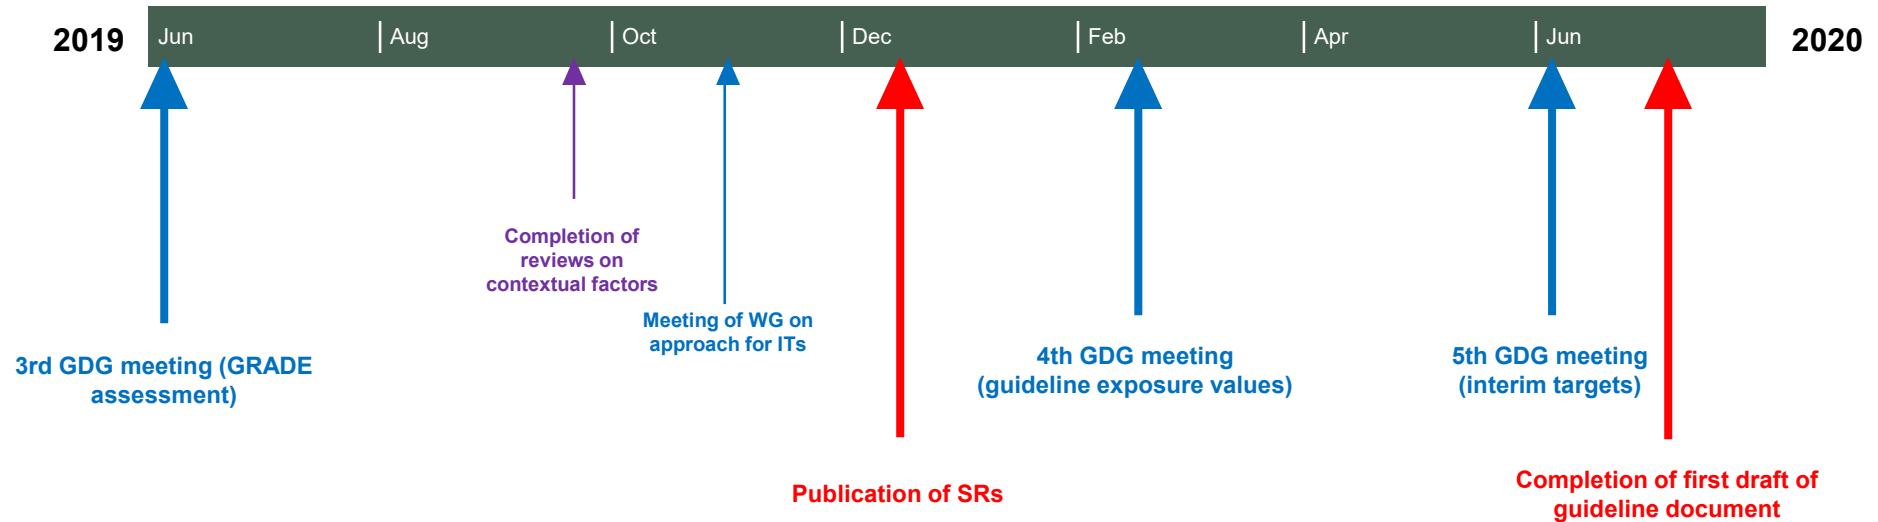 2019
Jun
Aug
Oct
Dec
Feb
Apr
Jun
2020
Completion of
reviews on
contextual factors
Meeting of WG on
approach for ITs
3rd GDG meeting (GRADE
assessment)
4th GDG meeting
(guideline exposure values)
5th GDG meeting
(interim targets)
Publication of SRs
Completion of first draft of
guideline document